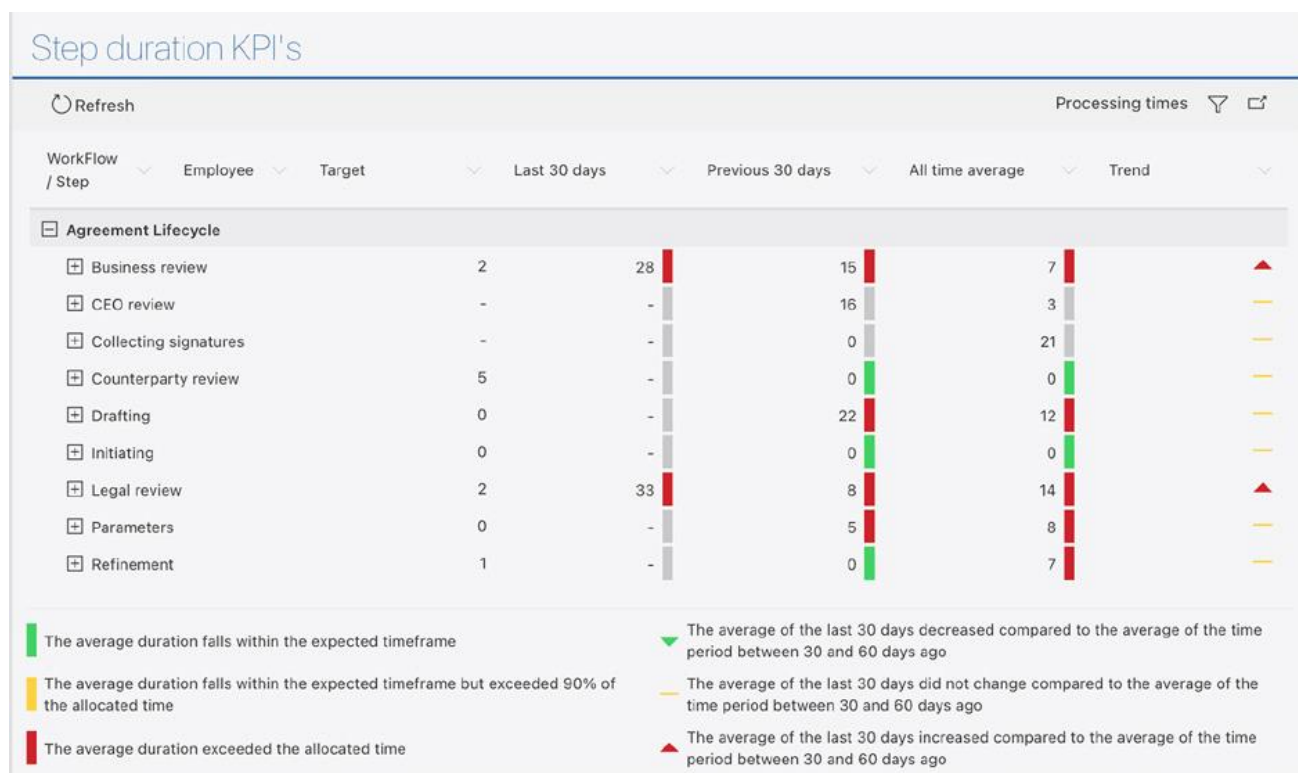 Step duration KPI's
Refresh
Processing times
WorkFlow / Step Employee Target Last 30 days Previous 30 days All time average Trend
Agreement Lifecycle
Business review 2 28 15 7
CEO review - - 16 3
Collecting signatures - - 0 21
Counterparty review 5 - 0 0
Drafting 0 - 22 12
Initiating 0 - 0 0
Legal review 2 33 8 14
Parameters 0 - 5 8
Refinement 1 - 0 7
The average duration falls within the expected timeframe
The average duration falls within the expected timeframe but exceeded 90% of
the allocated time
The average duration exceeded the allocated time
The average of the last 30 days decreased compared to the average of the time
period between 30 and 60 days ago
The average of the last 30 days did not change compared to the average of the
time period between 30 and 60 days ago
The average of the last 30 days increased compared to the average of the time
period between 30 and 60 days ago